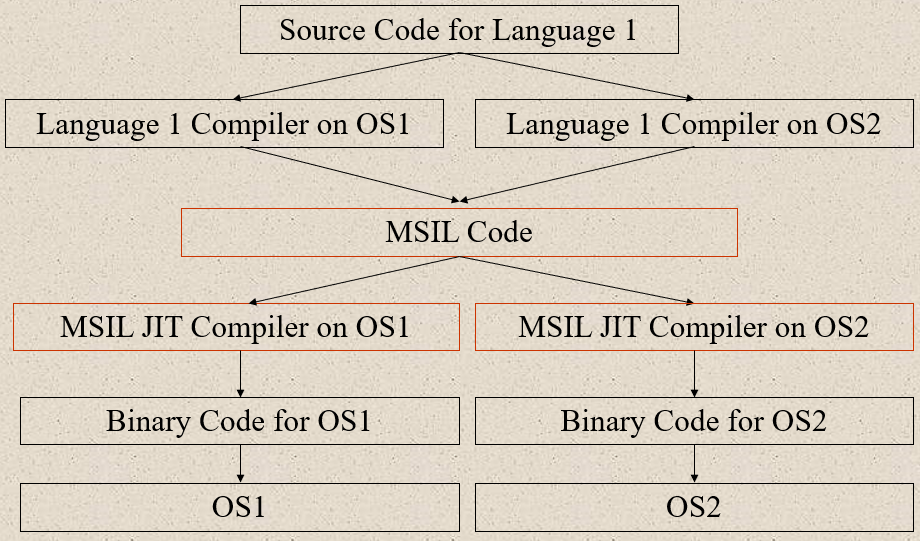 Source Code for Language 1
Language 1 Compiler on OS1
Language 1 Compiler on OS2
MSIL Code
MSIL JIT Compiler on OS1
MSIL JIT Compiler on OS2
Binary Code for OS1
Binary Code for OS2
OS1
OS2